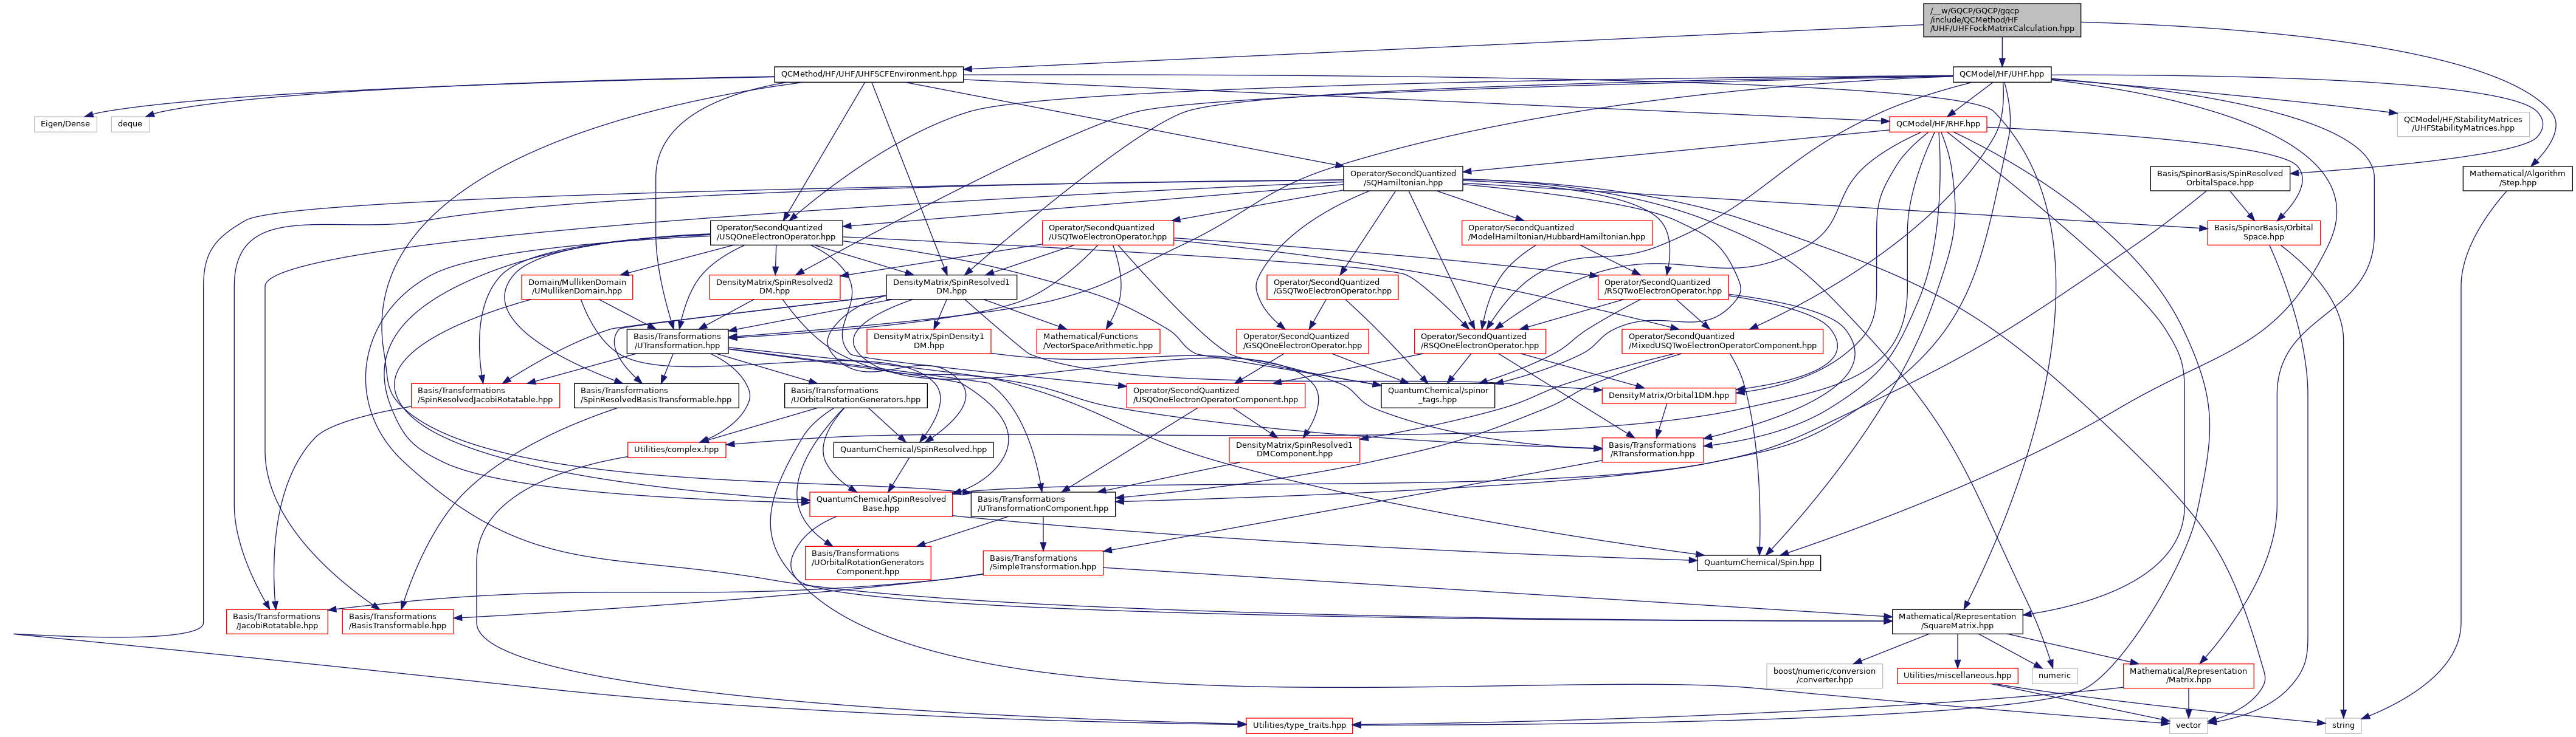 /__w/GQCP/GQCP/gqcp
/include/QCMethod/HF
/UHF/UHFFockMatrixCalculation.hpp
QCMethod/HF/UHF/UHFSCFEnvironment.hpp
QCModel/HF/UHF.hpp
Eigen/Dense
deque
QCModel/HF/RHF.hpp
QCModel/HF/StabilityMatrices
/UHFStabilityMatrices.hpp
Operator/SecondQuantized
/SQHamiltonian.hpp
Basis/SpinorBasis/SpinResolved
OrbitalSpace.hpp
Mathematical/Algorithm
/Step.hpp
Operator/SecondQuantized
/USQOneElectronOperator.hpp
Operator/SecondQuantized
/USQTwoElectronOperator.hpp
Operator/SecondQuantized
/ModelHamiltonian/HubbardHamiltonian.hpp
Basis/SpinorBasis/Orbital
Space.hpp
Domain/MullikenDomain
/UMullikenDomain.hpp
DensityMatrix/SpinResolved2
DM.hpp
DensityMatrix/SpinResolved1
DM.hpp
Operator/SecondQuantized
/GSQTwoElectronOperator.hpp
Operator/SecondQuantized
/RSQTwoElectronOperator.hpp
Basis/Transformations
/UTransformation.hpp
DensityMatrix/SpinDensity1
DM.hpp
Mathematical/Functions
/VectorSpaceArithmetic.hpp
Operator/SecondQuantized
/GSQOneElectronOperator.hpp
Operator/SecondQuantized
/RSQOneElectronOperator.hpp
Operator/SecondQuantized
/MixedUSQTwoElectronOperatorComponent.hpp
Basis/Transformations
/SpinResolvedJacobiRotatable.hpp
Basis/Transformations
/SpinResolvedBasisTransformable.hpp
Basis/Transformations
/UOrbitalRotationGenerators.hpp
Operator/SecondQuantized
/USQOneElectronOperatorComponent.hpp
QuantumChemical/spinor
_tags.hpp
DensityMatrix/Orbital1DM.hpp
Utilities/complex.hpp
QuantumChemical/SpinResolved.hpp
DensityMatrix/SpinResolved1
DMComponent.hpp
Basis/Transformations
/RTransformation.hpp
QuantumChemical/SpinResolved
Base.hpp
Basis/Transformations
/UTransformationComponent.hpp
Basis/Transformations
/UOrbitalRotationGenerators
Component.hpp
Basis/Transformations
/SimpleTransformation.hpp
QuantumChemical/Spin.hpp
Basis/Transformations
/JacobiRotatable.hpp
Basis/Transformations
/BasisTransformable.hpp
Mathematical/Representation
/SquareMatrix.hpp
boost/numeric/conversion
/converter.hpp
Utilities/miscellaneous.hpp
numeric
Mathematical/Representation
/Matrix.hpp
Utilities/type_traits.hpp
vector
string